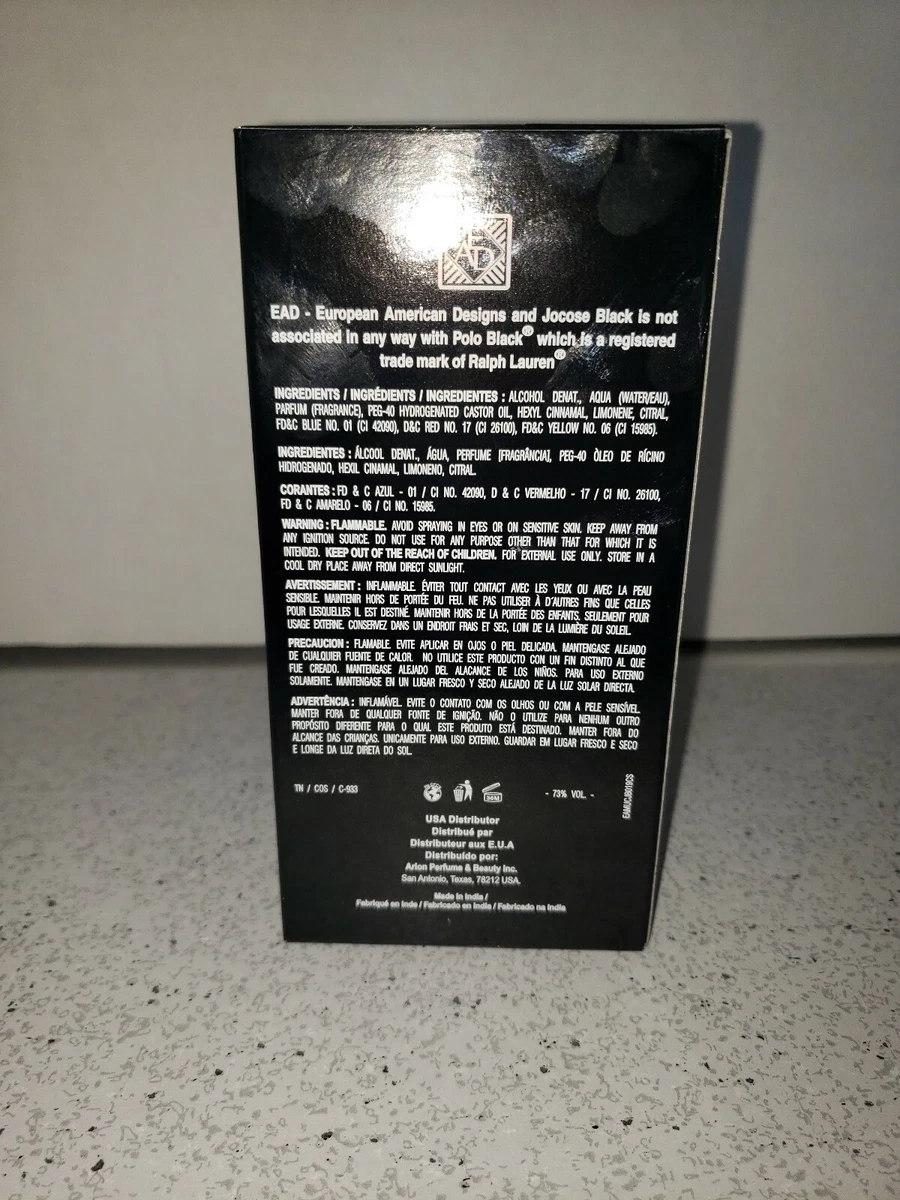 EAD
EAD - European American Designs and Jocose Black is not
associated in any way with Polo Black® which is a registered
trade mark of Ralph Lauren®
INGREDIENTS / INGRÉDIENTS / INGREDIENTES : ALCOHOL DENAT., AQUA (WATER/EAU),
PARFUM (FRAGRANCE), PEG-40 HYDROGENATED CASTOR OIL, HEXYL CINNAMAL, LIMONENE, CITRAL,
FD&C BLUE NO. 01 (CI 42090), D&C RED NO. 17 (CI 26100), FD&C YELLOW NO. 06 (CI 15985).
INGREDIENTES : ÁLCOOL DENAT., ÁGUA, PERFUME [FRAGRÂNCIA], PEG-40 ÒLEO DE RÍCINO
HIDROGENADO, HEXIL CINAMAL, LIMONENO, CITRAL.
CORANTES : FD & C AZUL - 01 / CI NO. 42090, D & C VERMELHO - 17 / CI NO. 26100,
FD & C AMARELO - 06 / CI NO. 15985.
WARNING : FLAMMABLE. AVOID SPRAYING IN EYES OR ON SENSITIVE SKIN. KEEP AWAY FROM
ANY IGNITION SOURCE. DO NOT USE FOR ANY PURPOSE OTHER THAN THAT FOR WHICH IT IS
INTENDED. KEEP OUT OF THE REACH OF CHILDREN. FOR EXTERNAL USE ONLY. STORE IN A
COOL DRY PLACE AWAY FROM DIRECT SUNLIGHT.
AVERTISSEMENT : INFLAMMABLE. ÉVITER TOUT CONTACT AVEC LES YEUX OU AVEC LA PEAU
SENSIBLE. MAINTENIR HORS DE PORTÉE DU FEU. NE PAS UTILISER À D'AUTRES FINS QUE CELLES
POUR LESQUELLES IL EST DESTINÉ. MAINTENIR HORS DE LA PORTÉE DES ENFANTS. SEULEMENT POUR
USAGE EXTERNE. CONSERVEZ DANS UN ENDROIT FRAIS ET SEC, LOIN DE LA LUMIÈRE DU SOLEIL.
PRECAUCION : FLAMABLE. EVITE APLICAR EN OJOS O PIEL DELICADA. MANTENGASE ALEJADO
DE CUALQUIER FUENTE DE CALOR. NO UTILICE ESTE PRODUCTO CON UN FIN DISTINTO AL QUE
FUE CREADO. MANTENGASE ALEJADO DEL ALACANCE DE LOS NIÑOS. PARA USO EXTERNO
SOLAMENTE. MANTENGASE EN UN LUGAR FRESCO Y SECO ALEJADO DE LA LUZ SOLAR DIRECTA.
ADVERTÊNCIA : INFLAMÁVEL. EVITE O CONTATO COM OS OLHOS OU COM A PELE SENSÍVEL.
MANTER FORA DE QUALQUER FONTE DE IGNIÇÃO. NÃO O UTILIZE PARA NENHUM OUTRO
PROPÓSITO DIFERENTE PARA O QUAL ESTE PRODUTO ESTÁ DESTINADO. MANTER FORA DO
ALCANCE DAS CRIANÇAS. UNICAMENTE PARA USO EXTERNO. GUARDAR EM LUGAR FRESCO E SECO
E LONGE DA LUZ DIRETA DO SOL.
TN / COS / C-933
36M
- 73% VOL. -
EAMUCJB019CS
USA Distributor
Distribué par
Distributeur aux E.U.A
Distribuído por:
Arlon Perfume & Beauty Inc.
San Antonio, Texas, 78212 USA.
Made in India /
Fabriqué en Inde / Fabricado en India / Fabricado na India